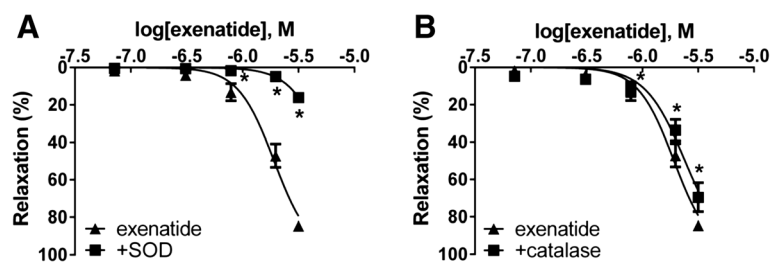 A
log[exenatide], M
-7.5 -7.0 -6.5 -6.0 -5.5 -5.0
0
20
40
60
80
100
Relaxation (%)
*
*
*
exenatide
+SOD
B
log[exenatide], M
-7.5 -7.0 -6.5 -6.0 -5.5 -5.0
0
20
40
60
80
100
Relaxation (%)
*
*
*
exenatide
+catalase